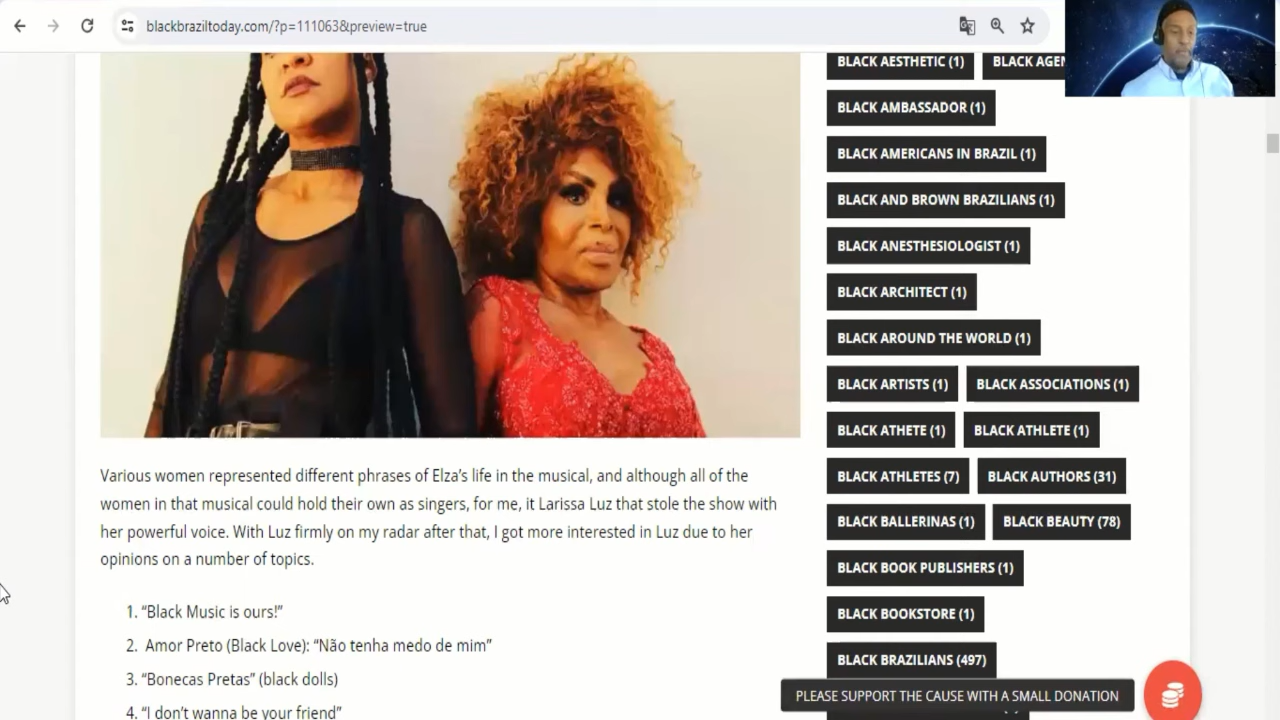 blackbraziltoday.com/?p=111063&preview=true
BLACK AESTHETIC (1)
BLACK AGEN
BLACK AMBASSADOR (1)
BLACK AMERICANS IN BRAZIL (1)
BLACK AND BROWN BRAZILIANS (1)
BLACK ANESTHESIOLOGIST (1)
BLACK ARCHITECT (1)
BLACK AROUND THE WORLD (1)
BLACK ARTISTS (1)
BLACK ASSOCIATIONS (1)
BLACK ATHETE (1)
BLACK ATHLETE (1)
BLACK ATHLETES (7)
BLACK AUTHORS (31)
BLACK BALLERINAS (1)
BLACK BEAUTY (78)
BLACK BOOK PUBLISHERS (1)
BLACK BOOKSTORE (1)
BLACK BRAZILIANS (497)
Various women represented different phrases of Elza's life in the musical, and although all of the
women in that musical could hold their own as singers, for me, it Larissa Luz that stole the show with
her powerful voice. With Luz firmly on my radar after that, I got more interested in Luz due to her
opinions on a number of topics.
1. “Black Music is ours!”
2. Amor Preto (Black Love): “Não tenha medo de mim”
3. “Bonecas Pretas” (black dolls)
4. “I don't wanna be your friend”
PLEASE SUPPORT THE CAUSE WITH A SMALL DONATION